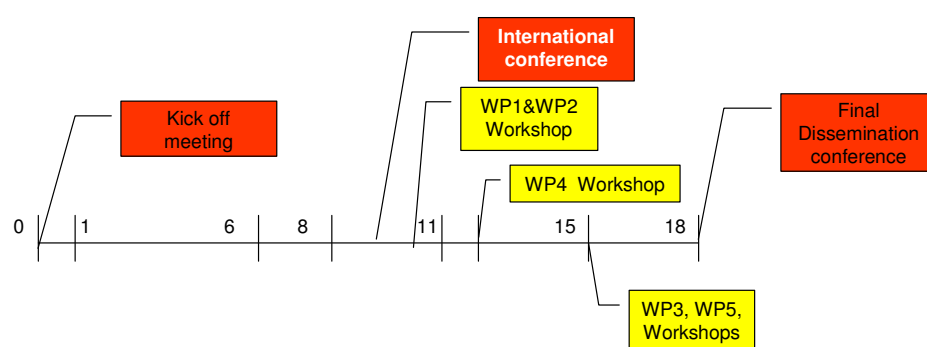 International
conference
WP1&WP2
Workshop
Kick off
meeting
Final
Dissemination
conference
WP4 Workshop
0 1 6 8 11 15 18
WP3, WP5,
Workshops